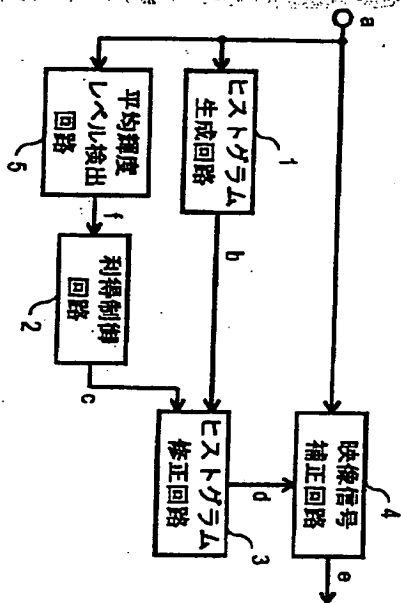 a
ヒストグラム
生成回路
1
平均輝度
レベル検出
回路
5
f
利得制御
回路
2
b
c
ヒストグラム
修正回路
3
d
映像信号
補正回路
4
e